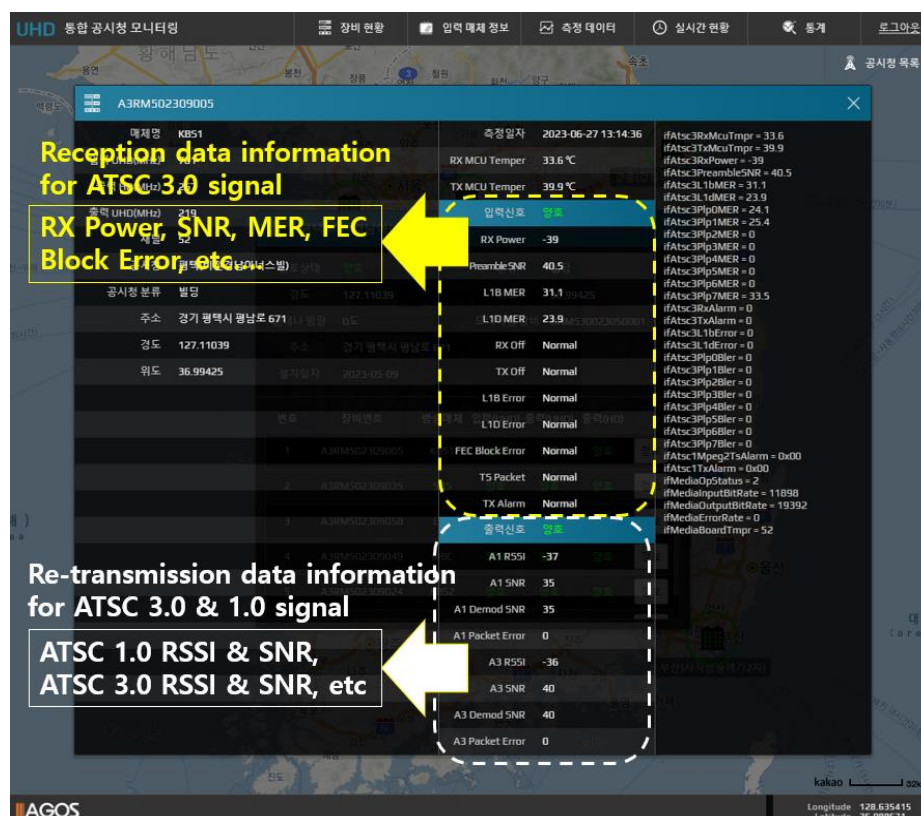 UHD 통합 공시청 모니터링
장비 현황
입력 매체 정보
측정 데이터
실시간 현황
통계
로그아웃
공시청 목록
A3RM502309005
매체명 KBS1
출력 UHD(MHz) 219
채널 52
공시청 분류 빌딩
주소 경기 평택시 평남로 671
경도 127.11039
위도 36.99425
Reception data information
for ATSC 3.0 signal
RX Power, SNR, MER, FEC
Block Error, etc...
Re-transmission data information
for ATSC 3.0 & 1.0 signal
ATSC 1.0 RSSI & SNR,
ATSC 3.0 RSSI & SNR, etc
측정일자 2023-06-27 13:14:36
RX MCU Temper 33.6 ℃
TX MCU Temper 39.9 ℃
입력신호 양호
RX Power -39
Preamble SNR 40.5
L1B MER 31.1
L1D MER 23.9
RX Off Normal
TX Off Normal
L1B Error Normal
L1D Error Normal
FEC Block Error Normal
TS Packet Normal
TX Alarm Normal
출력신호 양호
A1 RSSI -37
A1 SNR 35
A1 Demod SNR 35
A1 Packet Error 0
A3 RSSI -36
A3 SNR 40
A3 Demod SNR 40
A3 Packet Error 0
ifAtsc3RxMcuTmpr = 33.6
ifAtsc3TxMcuTmpr = 39.9
ifAtsc3RxPower = -39
ifAtsc3PreambleSNR = 40.5
ifAtsc3L1bMER = 31.1
ifAtsc3L1dMER = 23.9
ifAtsc3Plp0MER = 24.1
ifAtsc3Plp1MER = 25.4
ifAtsc3Plp2MER = 0
ifAtsc3Plp3MER = 0
ifAtsc3Plp4MER = 0
ifAtsc3Plp5MER = 0
ifAtsc3Plp6MER = 0
ifAtsc3Plp7MER = 33.5
ifAtsc3RxAlarm = 0
ifAtsc3TxAlarm = 0
ifAtsc3L1bError = 0
ifAtsc3L1dError = 0
ifAtsc3Plp0Bler = 0
ifAtsc3Plp1Bler = 0
ifAtsc3Plp2Bler = 0
ifAtsc3Plp3Bler = 0
ifAtsc3Plp4Bler = 0
ifAtsc3Plp5Bler = 0
ifAtsc3Plp6Bler = 0
ifAtsc3Plp7Bler = 0
ifAtsc1Mpeg2TsAlarm = 0x00
ifAtsc1TxAlarm = 0x00
ifMediaOpStatus = 2
ifMediaInputBitRate = 11898
ifMediaOutputBitRate = 19392
ifMediaErrorRate = 0
ifMediaBoardTmpr = 52
kakao
AGOS
Longitude 128.635415